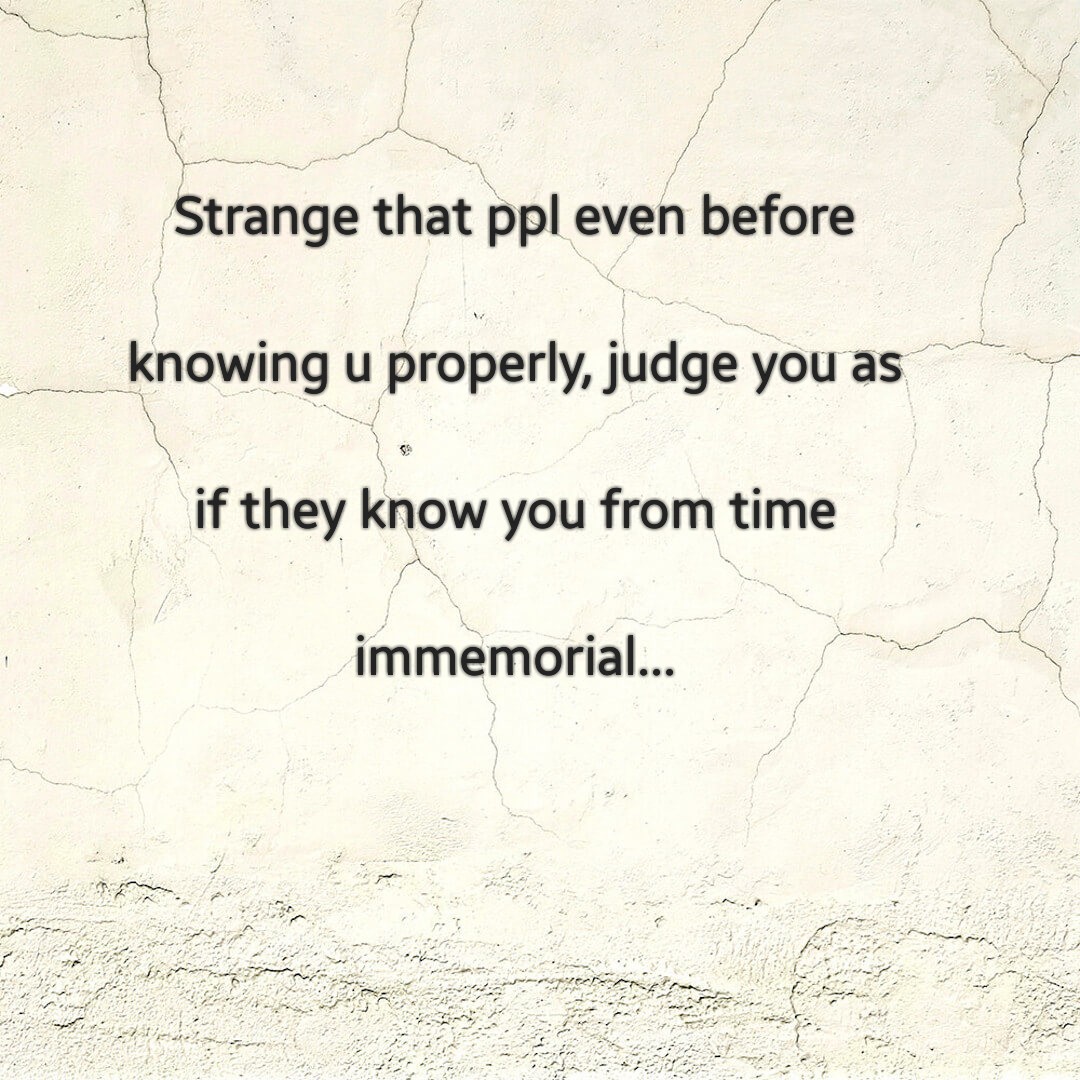 Strange that ppl even before
knowing u properly, judge you as
if they know you from time
immemorial...